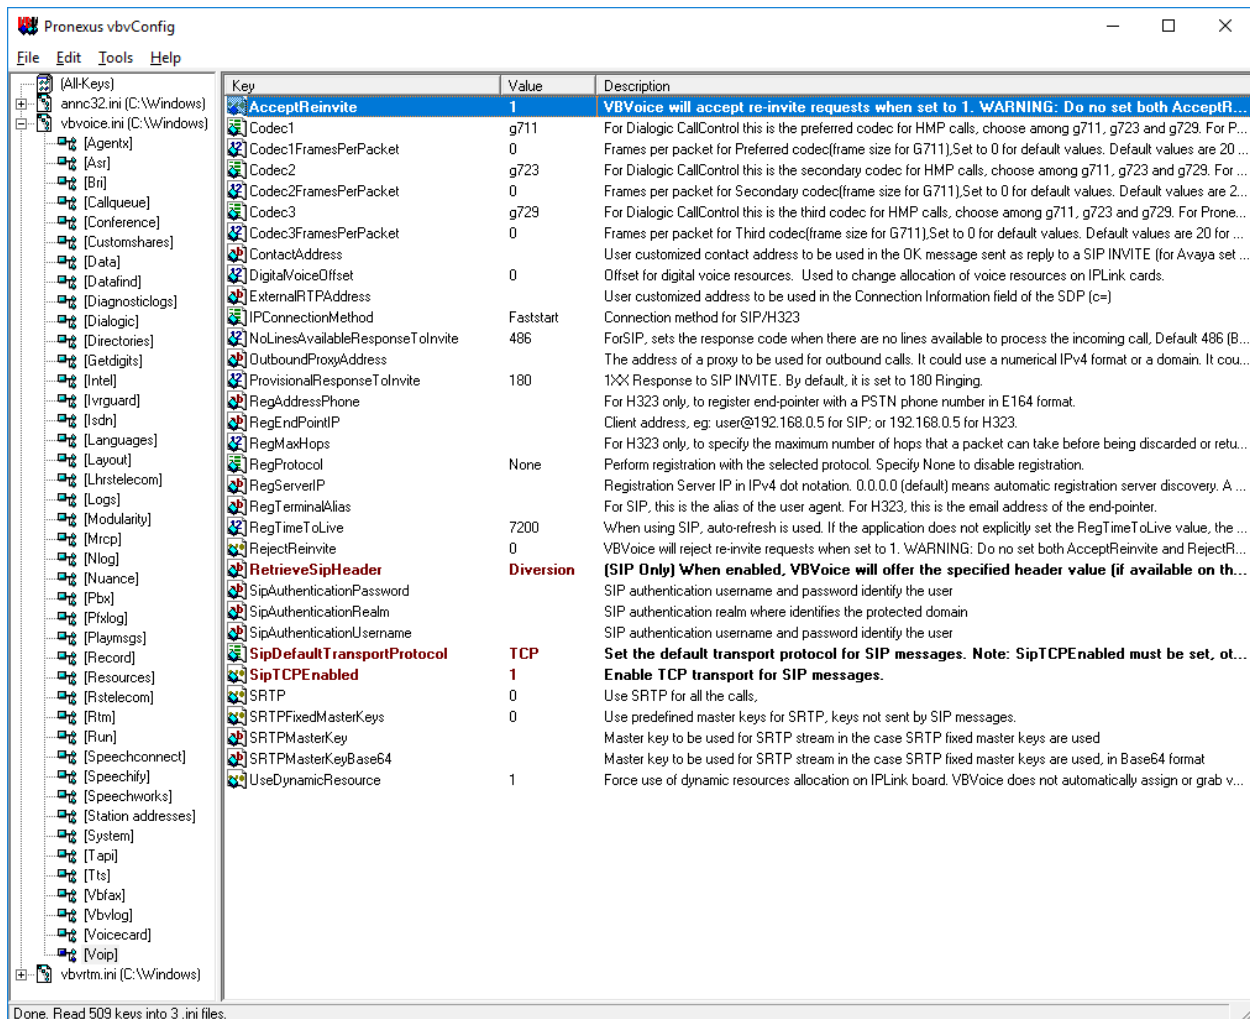 Pronexus vbvConfig
File Edit Tools Help
(All-Keys)
annc32.ini (C:\Windows)
vbvoice.ini (C:\Windows)
[Agentx]
[Asr]
[Bri]
[Callqueue]
[Conference]
[Customshares]
[Data]
[Datafind]
[Diagnosticlogs]
[Dialogic]
[Directories]
[Getdigits]
[Intel]
[Ivrguard]
[Isdn]
[Languages]
[Layout]
[Lhrstelecom]
[Logs]
[Modularity]
[Mrcp]
[Nlog]
[Nuance]
[Pbx]
[Pfxlog]
[Playmsgs]
[Record]
[Resources]
[Rstelecom]
[Rtm]
[Run]
[Speechconnect]
[Speechify]
[Speechworks]
[Station addresses]
[System]
[Tapi]
[Tts]
[Vbfax]
[Vbvlog]
[Voicecard]
[Voip]
vbvrtm.ini (C:\Windows)
Key Value Description
AcceptReinvite 1 VBVoice will accept re-invite requests when set to 1. WARNING: Do no set both AcceptR...
Codec1 g711 For Dialogic CallControl this is the preferred codec for HMP calls, choose among g711, g723 and g729. For P...
Codec1FramesPerPacket 0 Frames per packet for Preferred codec(frame size for G711),Set to 0 for default values. Default values are 20 ...
Codec2 g723 For Dialogic CallControl this is the secondary codec for HMP calls, choose among g711, g723 and g729. For ...
Codec2FramesPerPacket 0 Frames per packet for Secondary codec(frame size for G711),Set to 0 for default values. Default values are 2...
Codec3 g729 For Dialogic CallControl this is the third codec for HMP calls, choose among g711, g723 and g729. For Prone...
Codec3FramesPerPacket 0 Frames per packet for Third codec(frame size for G711),Set to 0 for default values. Default values are 20 for ...
ContactAddress User customized contact address to be used in the OK message sent as reply to a SIP INVITE (for Avaya set ...
DigitalVoiceOffset 0 Offset for digital voice resources. Used to change allocation of voice resources on IPLink cards.
ExternalRTPAddress User customized address to be used in the Connection Information field of the SDP (c=)
IPConnectionMethod Faststart Connection method for SIP/H323
NoLinesAvailableResponseToInvite 486 ForSIP, sets the response code when there are no lines available to process the incoming call, Default 486 (B...
OutboundProxyAddress The address of a proxy to be used for outbound calls. It could use a numerical IPv4 format or a domain. It cou...
ProvisionalResponseToInvite 180 1XX Response to SIP INVITE. By default, it is set to 180 Ringing.
RegAddressPhone For H323 only, to register end-pointer with a PSTN phone number in E164 format.
RegEndPointIP Client address, eg: user@192.168.0.5 for SIP; or 192.168.0.5 for H323.
RegMaxHops For H323 only, to specify the maximum number of hops that a packet can take before being discarded or retu...
RegProtocol None Perform registration with the selected protocol. Specify None to disable registration.
RegServerIP Registration Server IP in IPv4 dot notation. 0.0.0.0 (default) means automatic registration server discovery. A ...
RegTerminalAlias For SIP, this is the alias of the user agent. For H323, this is the email address of the end-pointer.
RegTimeToLive 7200 When using SIP, auto-refresh is used. If the application does not explicitly set the RegTimeToLive value, the ...
RejectReinvite 0 VBVoice will reject re-invite requests when set to 1. WARNING: Do no set both AcceptReinvite and RejectR...
RetrieveSipHeader Diversion (SIP Only) When enabled, VBVoice will offer the specified header value (if available on th...
SipAuthenticationPassword SIP authentication username and password identify the user
SipAuthenticationRealm SIP authentication realm where identifies the protected domain
SipAuthenticationUsername SIP authentication username and password identify the user
SipDefaultTransportProtocol TCP Set the default transport protocol for SIP messages. Note: SipTCPEnabled must be set, ot...
SipTCPEnabled 1 Enable TCP transport for SIP messages.
SRTP 0 Use SRTP for all the calls,
SRTPFixedMasterKeys 0 Use predefined master keys for SRTP, keys not sent by SIP messages.
SRTPMasterKey Master key to be used for SRTP stream in the case SRTP fixed master keys are used
SRTPMasterKeyBase64 Master key to be used for SRTP stream in the case SRTP fixed master keys are used, in Base64 format
UseDynamicResource 1 Force use of dynamic resources allocation on IPLink board. VBVoice does not automatically assign or grab v...
Done. Read 509 keys into 3 .ini files.